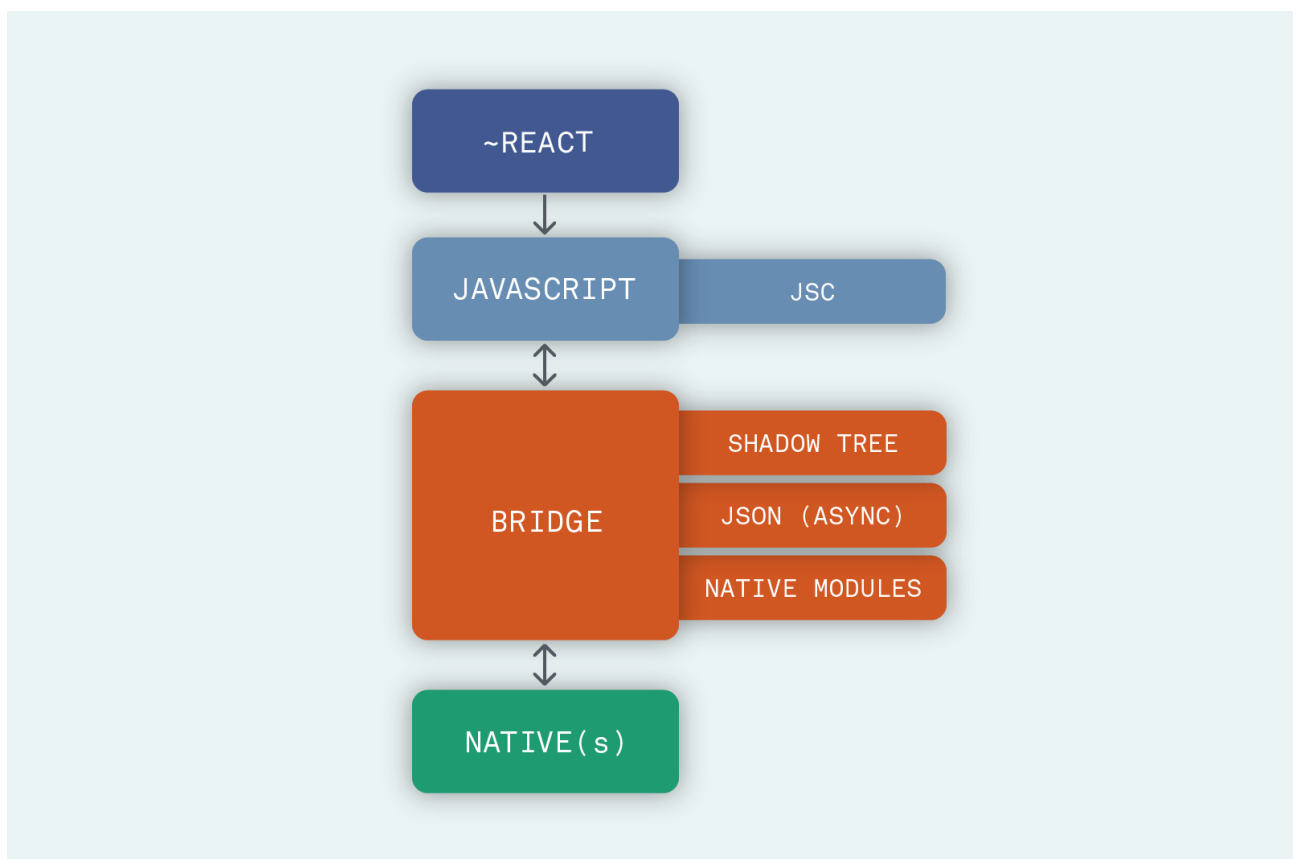 ~REACT
JAVASCRIPT
JSC
BRIDGE
SHADOW TREE
JSON (ASYNC)
NATIVE MODULES
NATIVE(s)